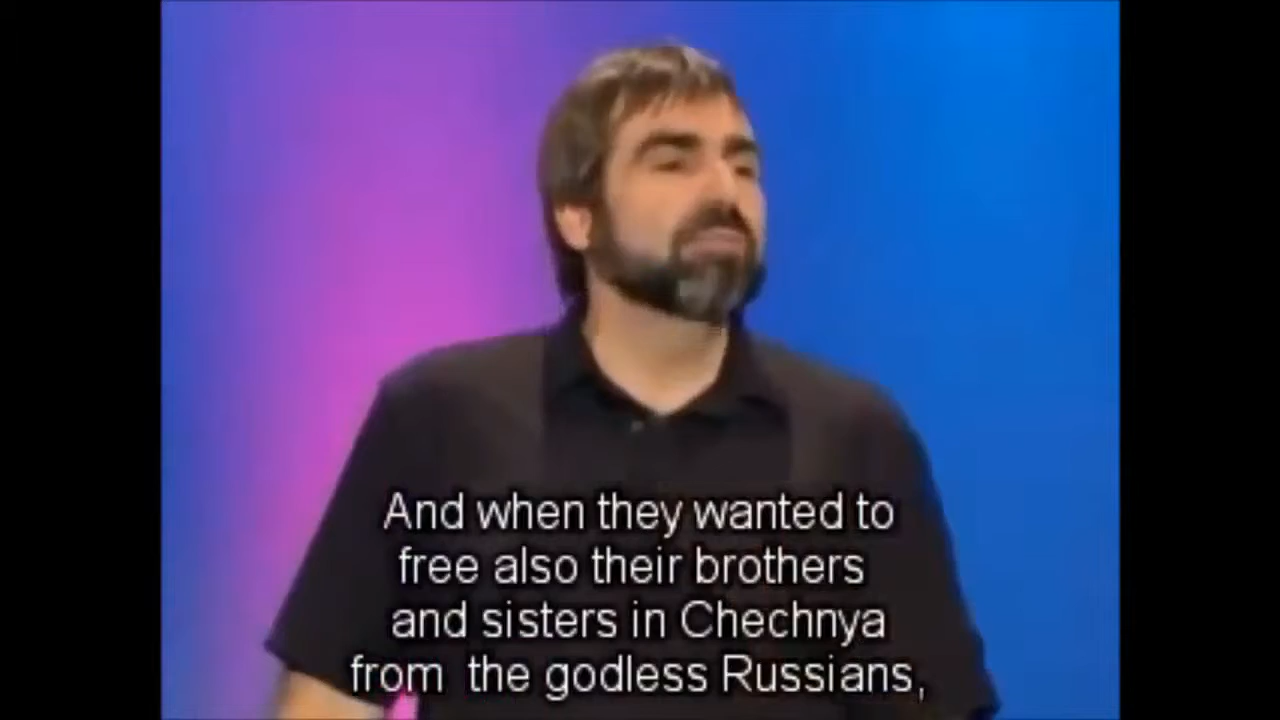 And when they wanted to
free also their brothers
and sisters in Chechnya
from the godless Russians,